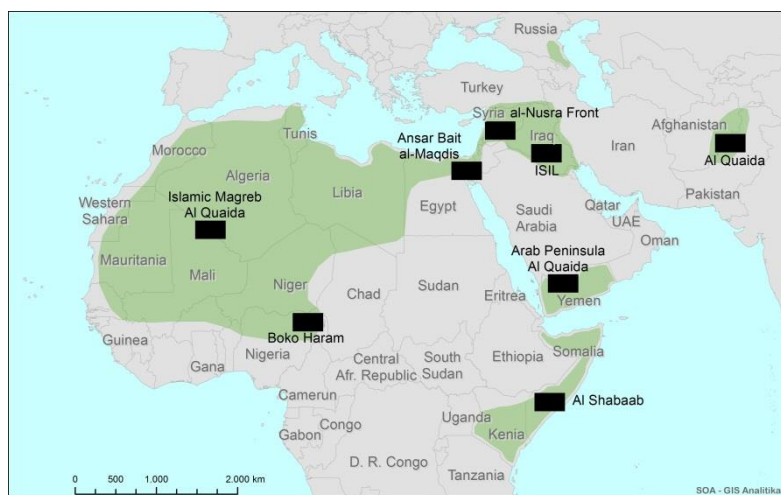 Russia
Turkey
Syria
al-Nusra Front
Tunis
Ansar Bait
al-Maqdis
Iraq
ISIL
Iran
Afghanistan
Al Quaida
Pakistan
Morocco
Algeria
Libia
Western
Sahara
Islamic Magreb
Al Quaida
Egypt
Saudi
Arabia
Qatar
UAE
Oman
Mauritania
Mali
Niger
Chad
Sudan
Eritrea
Arab Peninsula
Al Quaida
Yemen
Guinea
Gana
Nigeria
Boko Haram
Central
Afr. Republic
South
Sudan
Ethiopia
Somalia
Camerun
Gabon
Congo
Uganda
Kenia
Al Shabaab
D. R. Congo
Tanzania
0 500 1.000 2.000 km
SOA - GIS Analitika